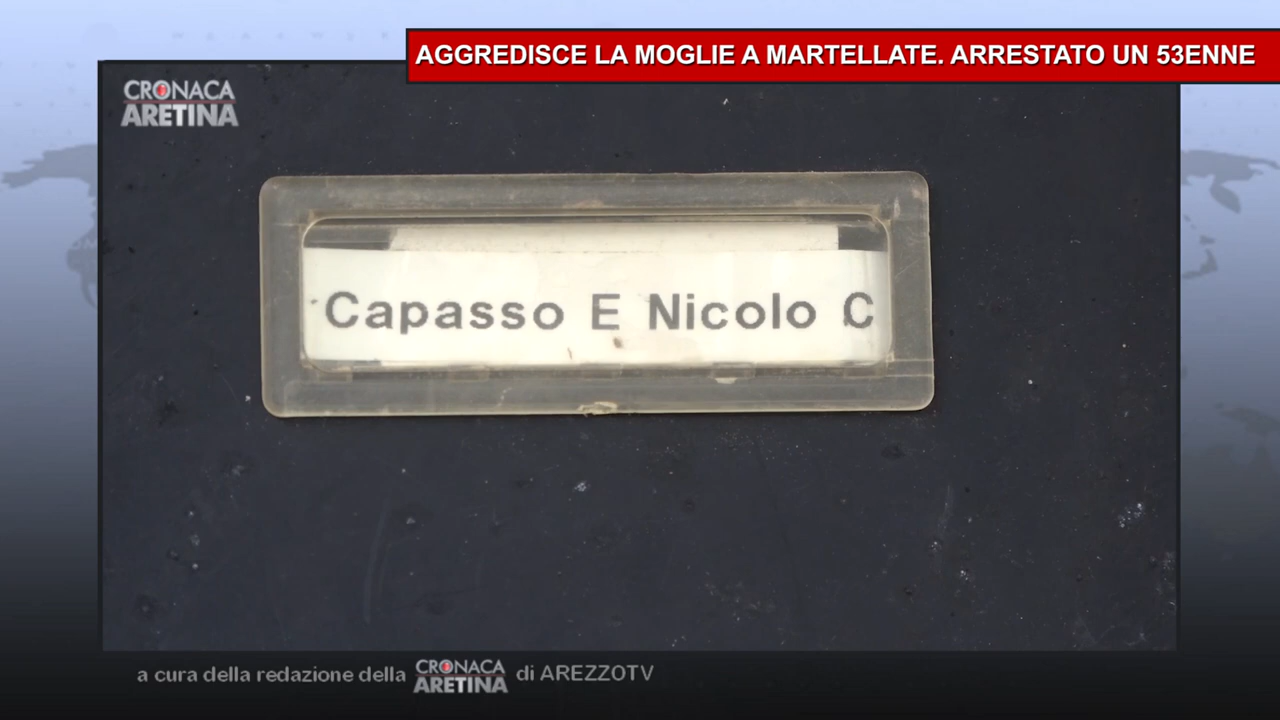 AGGREDISCE LA MOGLIE A MARTELLATE. ARRESTATO UN 53ENNE
CRONACA
ARETINA
Capasso E Nicolo C
a cura della redazione della CRONACA ARETINA di AREZZOTV